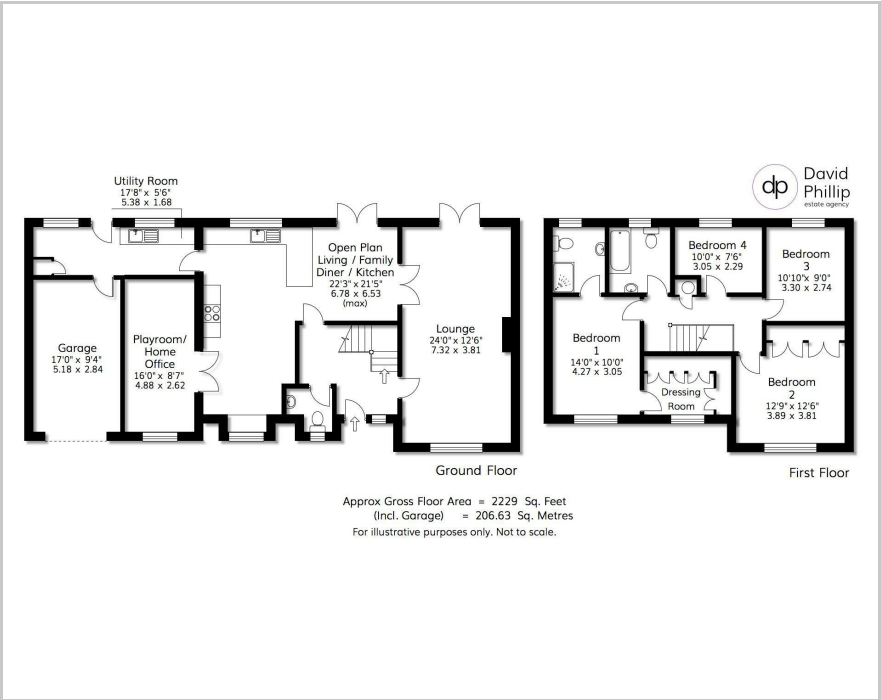 dp
David
Phillip
estate agency
Utility Room
17'8" x 5'6"
5.38 x 1.68
Open Plan
Living / Family
Diner / Kitchen
22'3" x 21'5"
6.78 x 6.53
(max)
Lounge
24'0" x 12'6"
7.32 x 3.81
Garage
17'0" x 9'4"
5.18 x 2.84
Playroom/
Home
Office
16'0" x 8'7"
4.88 x 2.62
Ground Floor
Bedroom 4
10'0" x 7'6"
3.05 x 2.29
Bedroom
3
10'10" x 9'0"
3.30 x 2.74
Bedroom
1
14'0" x 10'0"
4.27 x 3.05
Dressing
Room
Bedroom
2
12'9" x 12'6"
3.89 x 3.81
First Floor
Approx Gross Floor Area = 2229 Sq. Feet
(Incl. Garage) = 206.63 Sq. Metres
For illustrative purposes only. Not to scale.